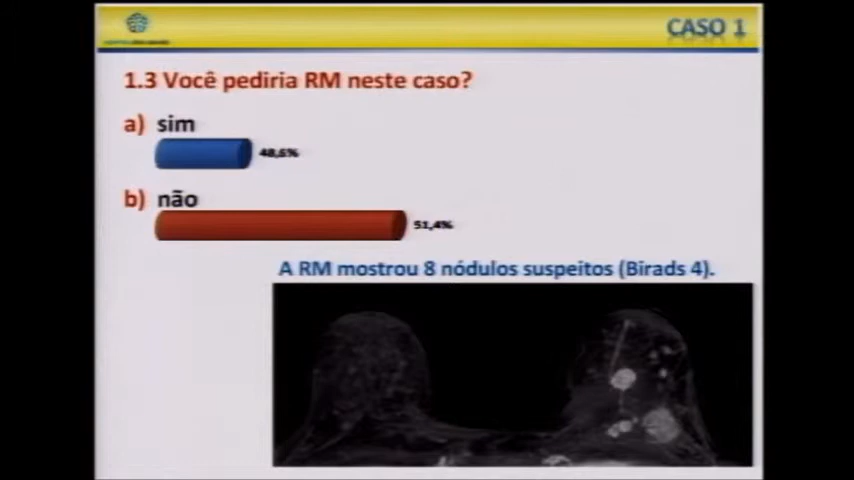 CASO 1
1.3 Você pediria RM neste caso?
a) sim
48,6%
b) não
51,4%
A RM mostrou 8 nódulos suspeitos (Birads 4).